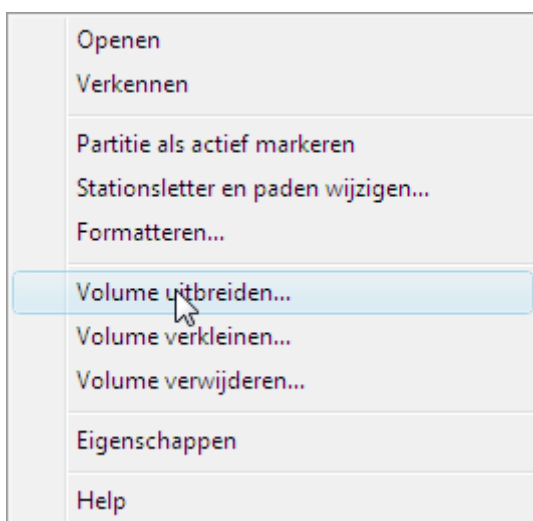 Openen
Verkennen
Partitie als actief markeren
Stationsletter en paden wijzigen...
Formatteren...
Volume uitbreiden...
Volume verkleinen...
Volume verwijderen...
Eigenschappen
Help